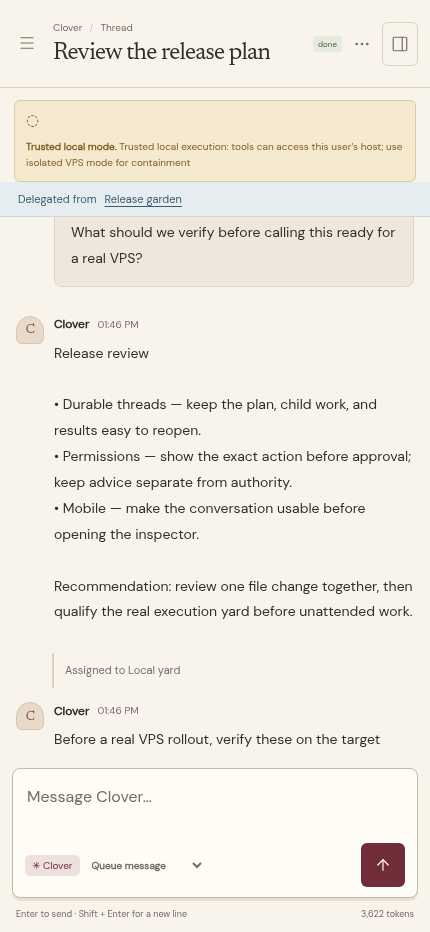 Clover / Thread
Review the release plan
done
Trusted local mode. Trusted local execution: tools can access this user's host; use
isolated VPS mode for containment
Delegated from Release garden
What should we verify before calling this ready for
a real VPS?
C
Clover 01:46 PM
Release review
• Durable threads — keep the plan, child work, and
results easy to reopen.
• Permissions — show the exact action before approval;
keep advice separate from authority.
• Mobile — make the conversation usable before
opening the inspector.
Recommendation: review one file change together, then
qualify the real execution yard before unattended work.
Assigned to Local yard
C
Clover 01:46 PM
Before a real VPS rollout, verify these on the target
Message Clover...
✳ Clover Queue message
Enter to send · Shift + Enter for a new line 3,622 tokens